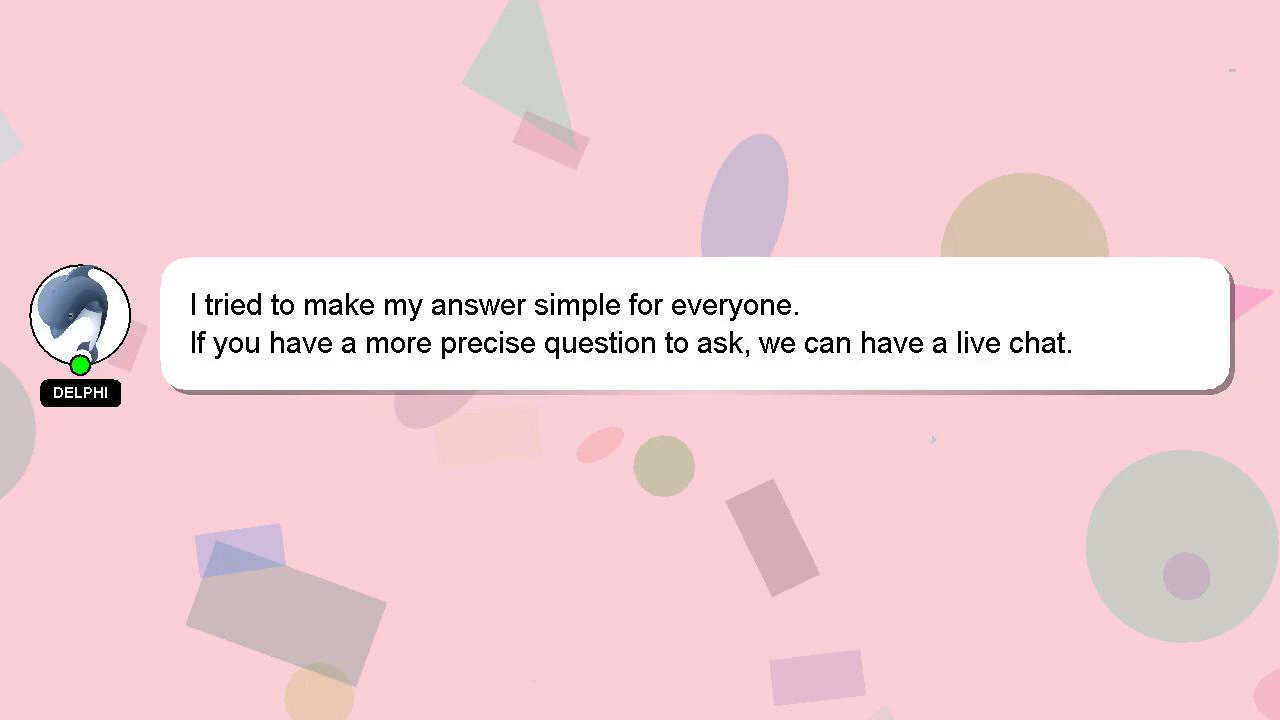 I tried to make my answer simple for everyone.
If you have a more precise question to ask, we can have a live chat.
DELPHI